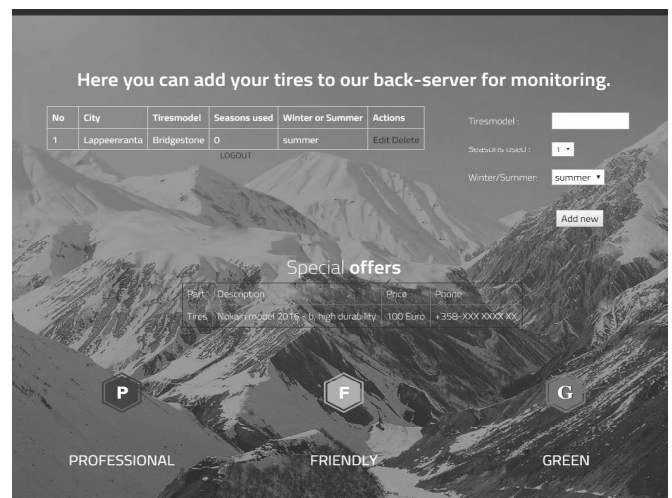 Here you can add your tires to our back-server for monitoring.
No City Tiresmodel Seasons used Winter or Summer Actions
1 Lappeenranta Bridgestone 0 summer Edit Delete
LOGOUT
Tiresmodel :
Seasons used : 1
Winter/Summer: summer
Add new
Special offers
Part Description Price Phone
Tires Nokain model 2016 - b, high durability 100 Euro +358-XXX XXXX XX
P F G
PROFESSIONAL FRIENDLY GREEN